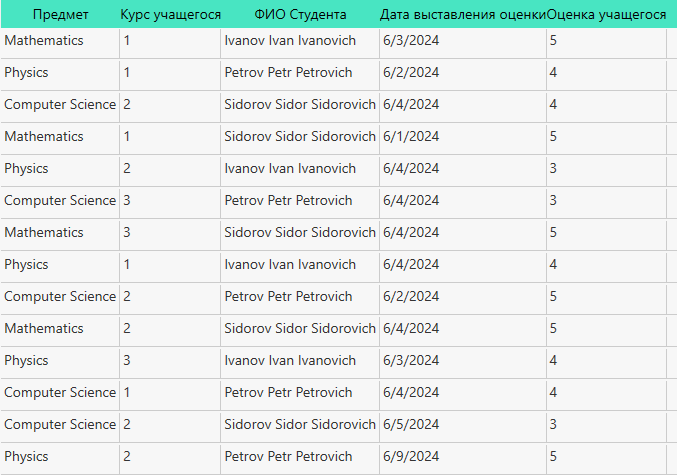 Предмет Курс учащегося ФИО Студента Дата выставления оценки Оценка учащегося
Mathematics 1 Ivanov Ivan Ivanovich 6/3/2024 5
Physics 1 Petrov Petr Petrovich 6/2/2024 4
Computer Science 2 Sidorov Sidor Sidorovich 6/4/2024 4
Mathematics 1 Sidorov Sidor Sidorovich 6/1/2024 5
Physics 2 Ivanov Ivan Ivanovich 6/4/2024 3
Computer Science 3 Petrov Petr Petrovich 6/4/2024 3
Mathematics 3 Sidorov Sidor Sidorovich 6/4/2024 5
Physics 1 Ivanov Ivan Ivanovich 6/4/2024 4
Computer Science 2 Petrov Petr Petrovich 6/2/2024 5
Mathematics 2 Sidorov Sidor Sidorovich 6/4/2024 5
Physics 3 Ivanov Ivan Ivanovich 6/3/2024 4
Computer Science 1 Petrov Petr Petrovich 6/4/2024 4
Computer Science 2 Sidorov Sidor Sidorovich 6/5/2024 3
Physics 2 Petrov Petr Petrovich 6/9/2024 5